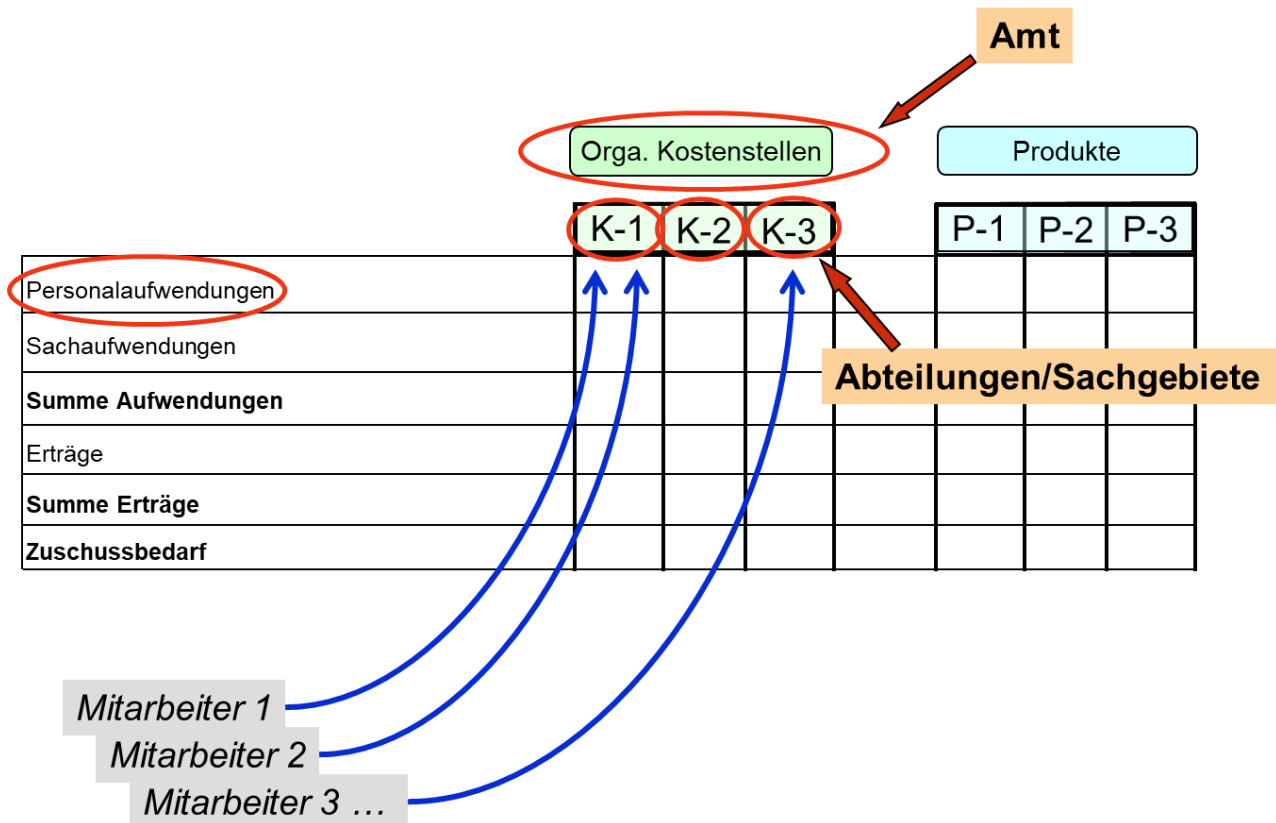 Amt
Orga. Kostenstellen
Produkte
K-1 K-2 K-3
P-1 P-2 P-3
Personalaufwendungen
Sachaufwendungen
Abteilungen/Sachgebiete
Summe Aufwendungen
Erträge
Summe Erträge
Zuschussbedarf
Mitarbeiter 1
Mitarbeiter 2
Mitarbeiter 3 ...